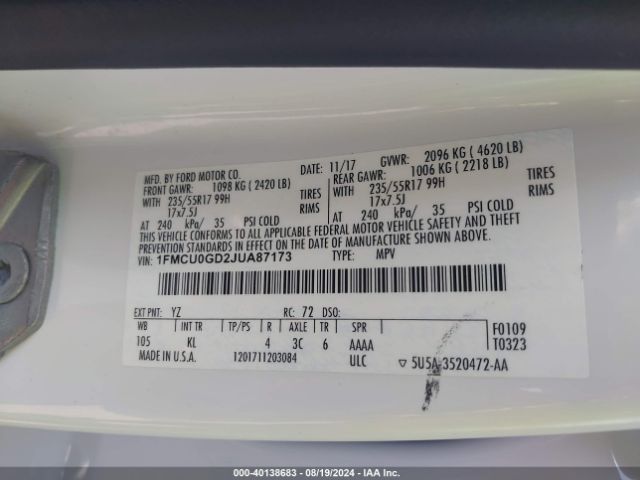 MFD. BY FORD MOTOR CO.
DATE: 11/17 GVWR: 2096 KG ( 4620 LB)
FRONT GAWR: 1098 KG ( 2420 LB)
REAR GAWR: 1006 KG ( 2218 LB)
WITH 235/55R17 99H TIRES
WITH 235/55R17 99H TIRES
17x7.5J RIMS
17x7.5J RIMS
AT 240 kPa/ 35 PSI COLD
AT 240 kPa/ 35 PSI COLD
THIS VEHICLE CONFORMS TO ALL APPLICABLE FEDERAL MOTOR VEHICLE SAFETY AND THEFT
PREVENTION STANDARDS IN EFFECT ON THE DATE OF MANUFACTURE SHOWN ABOVE.
VIN: 1FMCU0GD2JUA87173 TYPE: MPV
EXT PNT: YZ RC: 72 DSO:
WB INT TR TP/PS R AXLE TR SPR
105 KL 4 3C 6 AAAA
F0109
T0323
MADE IN U.S.A. 1201711203084 ULC ▽ 5U5A-3520472-AA
000-40138683 - 08/19/2024 - IAA Inc.